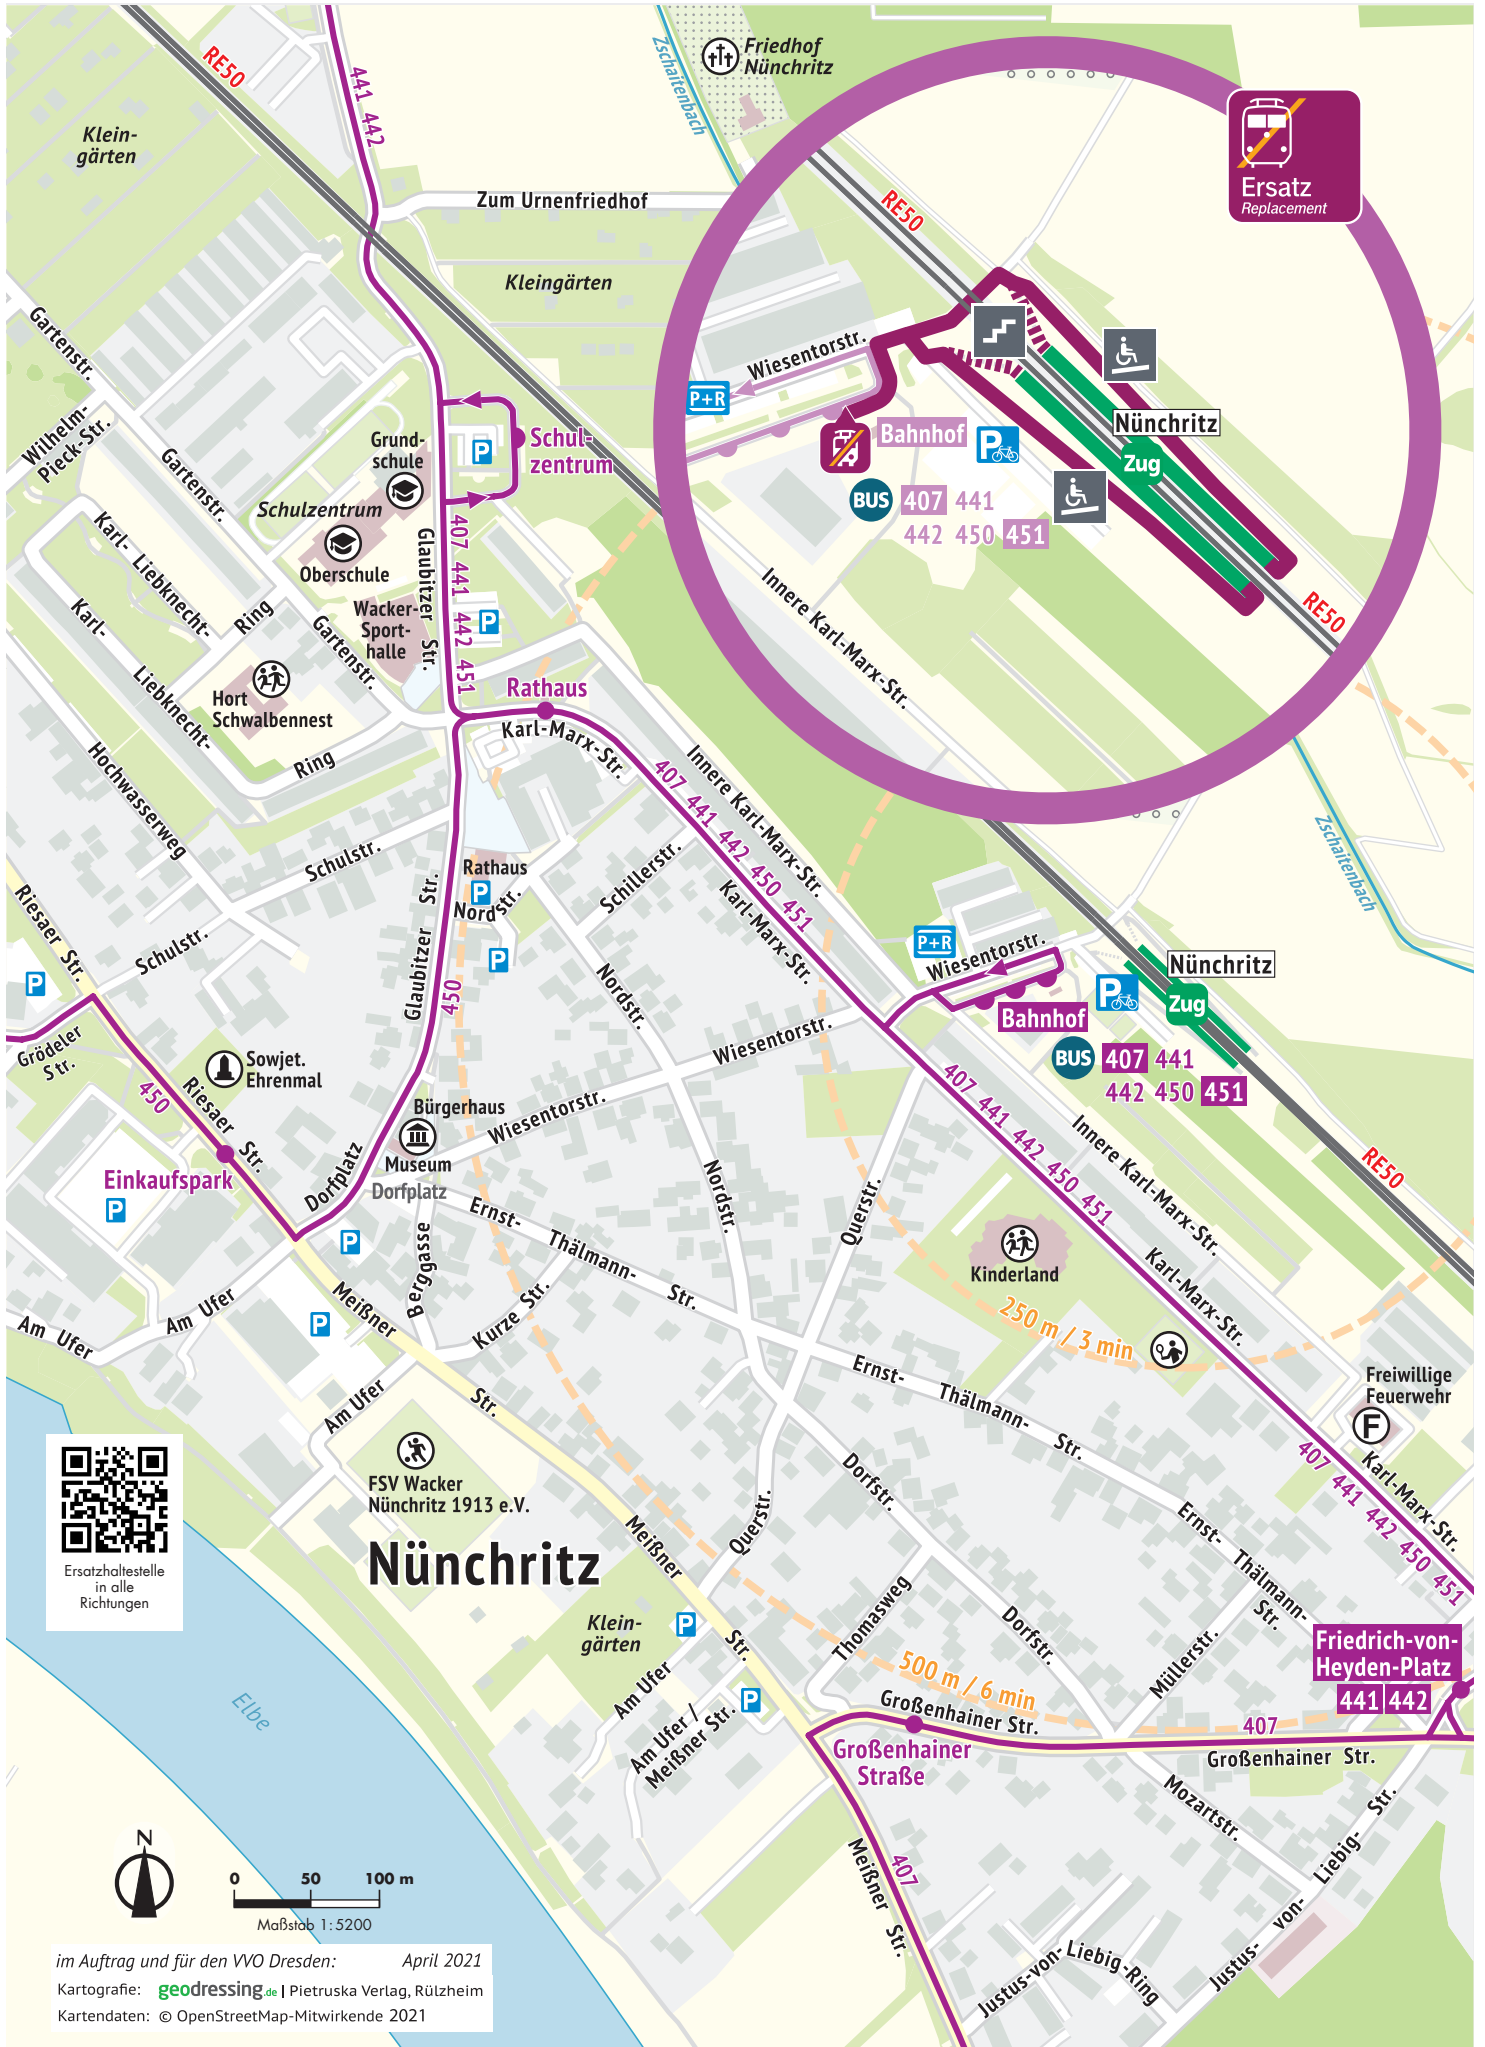 RE50
441 442
Klein-
gärten
Zschaitenbach
Friedhof
Nünchritz
Ersatz
Replacement
Zum Urnenfriedhof
Kleingärten
RE50
Gartenstr.
Wilhelm-
Pieck-Str.
Gartenstr.
Grund-
schule
P
Schul-
zentrum
Schulzentrum
Oberschule
Glaubitzer Str.
407 441 442 451
Wiesentorstr.
P+R
Bahnhof
P
Nünchritz
Zug
BUS
407 441
442 450 451
RE50
Karl- Liebknecht-
Ring
Karl-
Liebknecht-
Ring
Gartenstr.
Wacker-
Sport-
halle
P
Hort
Schwalbennest
Rathaus
Karl-Marx-Str.
Innere Karl-Marx-Str.
Innere Karl-Marx-Str.
407 441 442 450 451
Karl-Marx-Str.
Hochwasserweg
Schulstr.
Schulstr.
Rathaus
P
Nordstr.
P
Schillerstr.
Glaubitzer Str.
450
Riesaer Str.
P
Grödeler
Str.
Nordstr.
Zschaitenbach
P+R
Wiesentorstr.
Bahnhof
P
Nünchritz
Zug
BUS
407 441
442 450 451
RE50
Wiesentorstr.
Wiesentorstr.
Sowjet.
Ehrenmal
450
Riesaer Str.
Einkaufspark
P
Bürgerhaus
Museum
Dorfplatz
Dorfplatz
P
407 441 442 450 451
Innere Karl-Marx-Str.
Karl-Marx-Str.
Nordstr.
Querstr.
Kinderland
250 m / 3 min
Ernst- Thälmann- Str.
Berggasse
Kurze Str.
Am Ufer
Am Ufer
P
Meißner Str.
Am Ufer
Ernst- Thälmann- Str.
Freiwillige
Feuerwehr
F
407 441 442 450 451
Karl-Marx-Str.
FSV Wacker
Nünchritz 1913 e.V.
Ersatzhaltestelle
in alle
Richtungen
Nünchritz
Dorfstr.
Querstr.
Meißner Str.
Ernst- Thälmann- Str.
Klein-
gärten
P
Thomasweg
Dorfstr.
Müllerstr.
Friedrich-von-
Heyden-Platz
441 442
Elbe
Am Ufer
Am Ufer /
Meißner Str.
P
500 m / 6 min
Großenhainer Str.
Großenhainer
Straße
407
Großenhainer Str.
Mozartstr.
Meißner Str.
407
Justus- von- Liebig- Str.
Justus-von- Liebig-Ring
N
0 50 100 m
Maßstab 1:5200
im Auftrag und für den VVO Dresden: April 2021
Kartografie: geodressing.de | Pietruska Verlag, Rülzheim
Kartendaten: © OpenStreetMap-Mitwirkende 2021